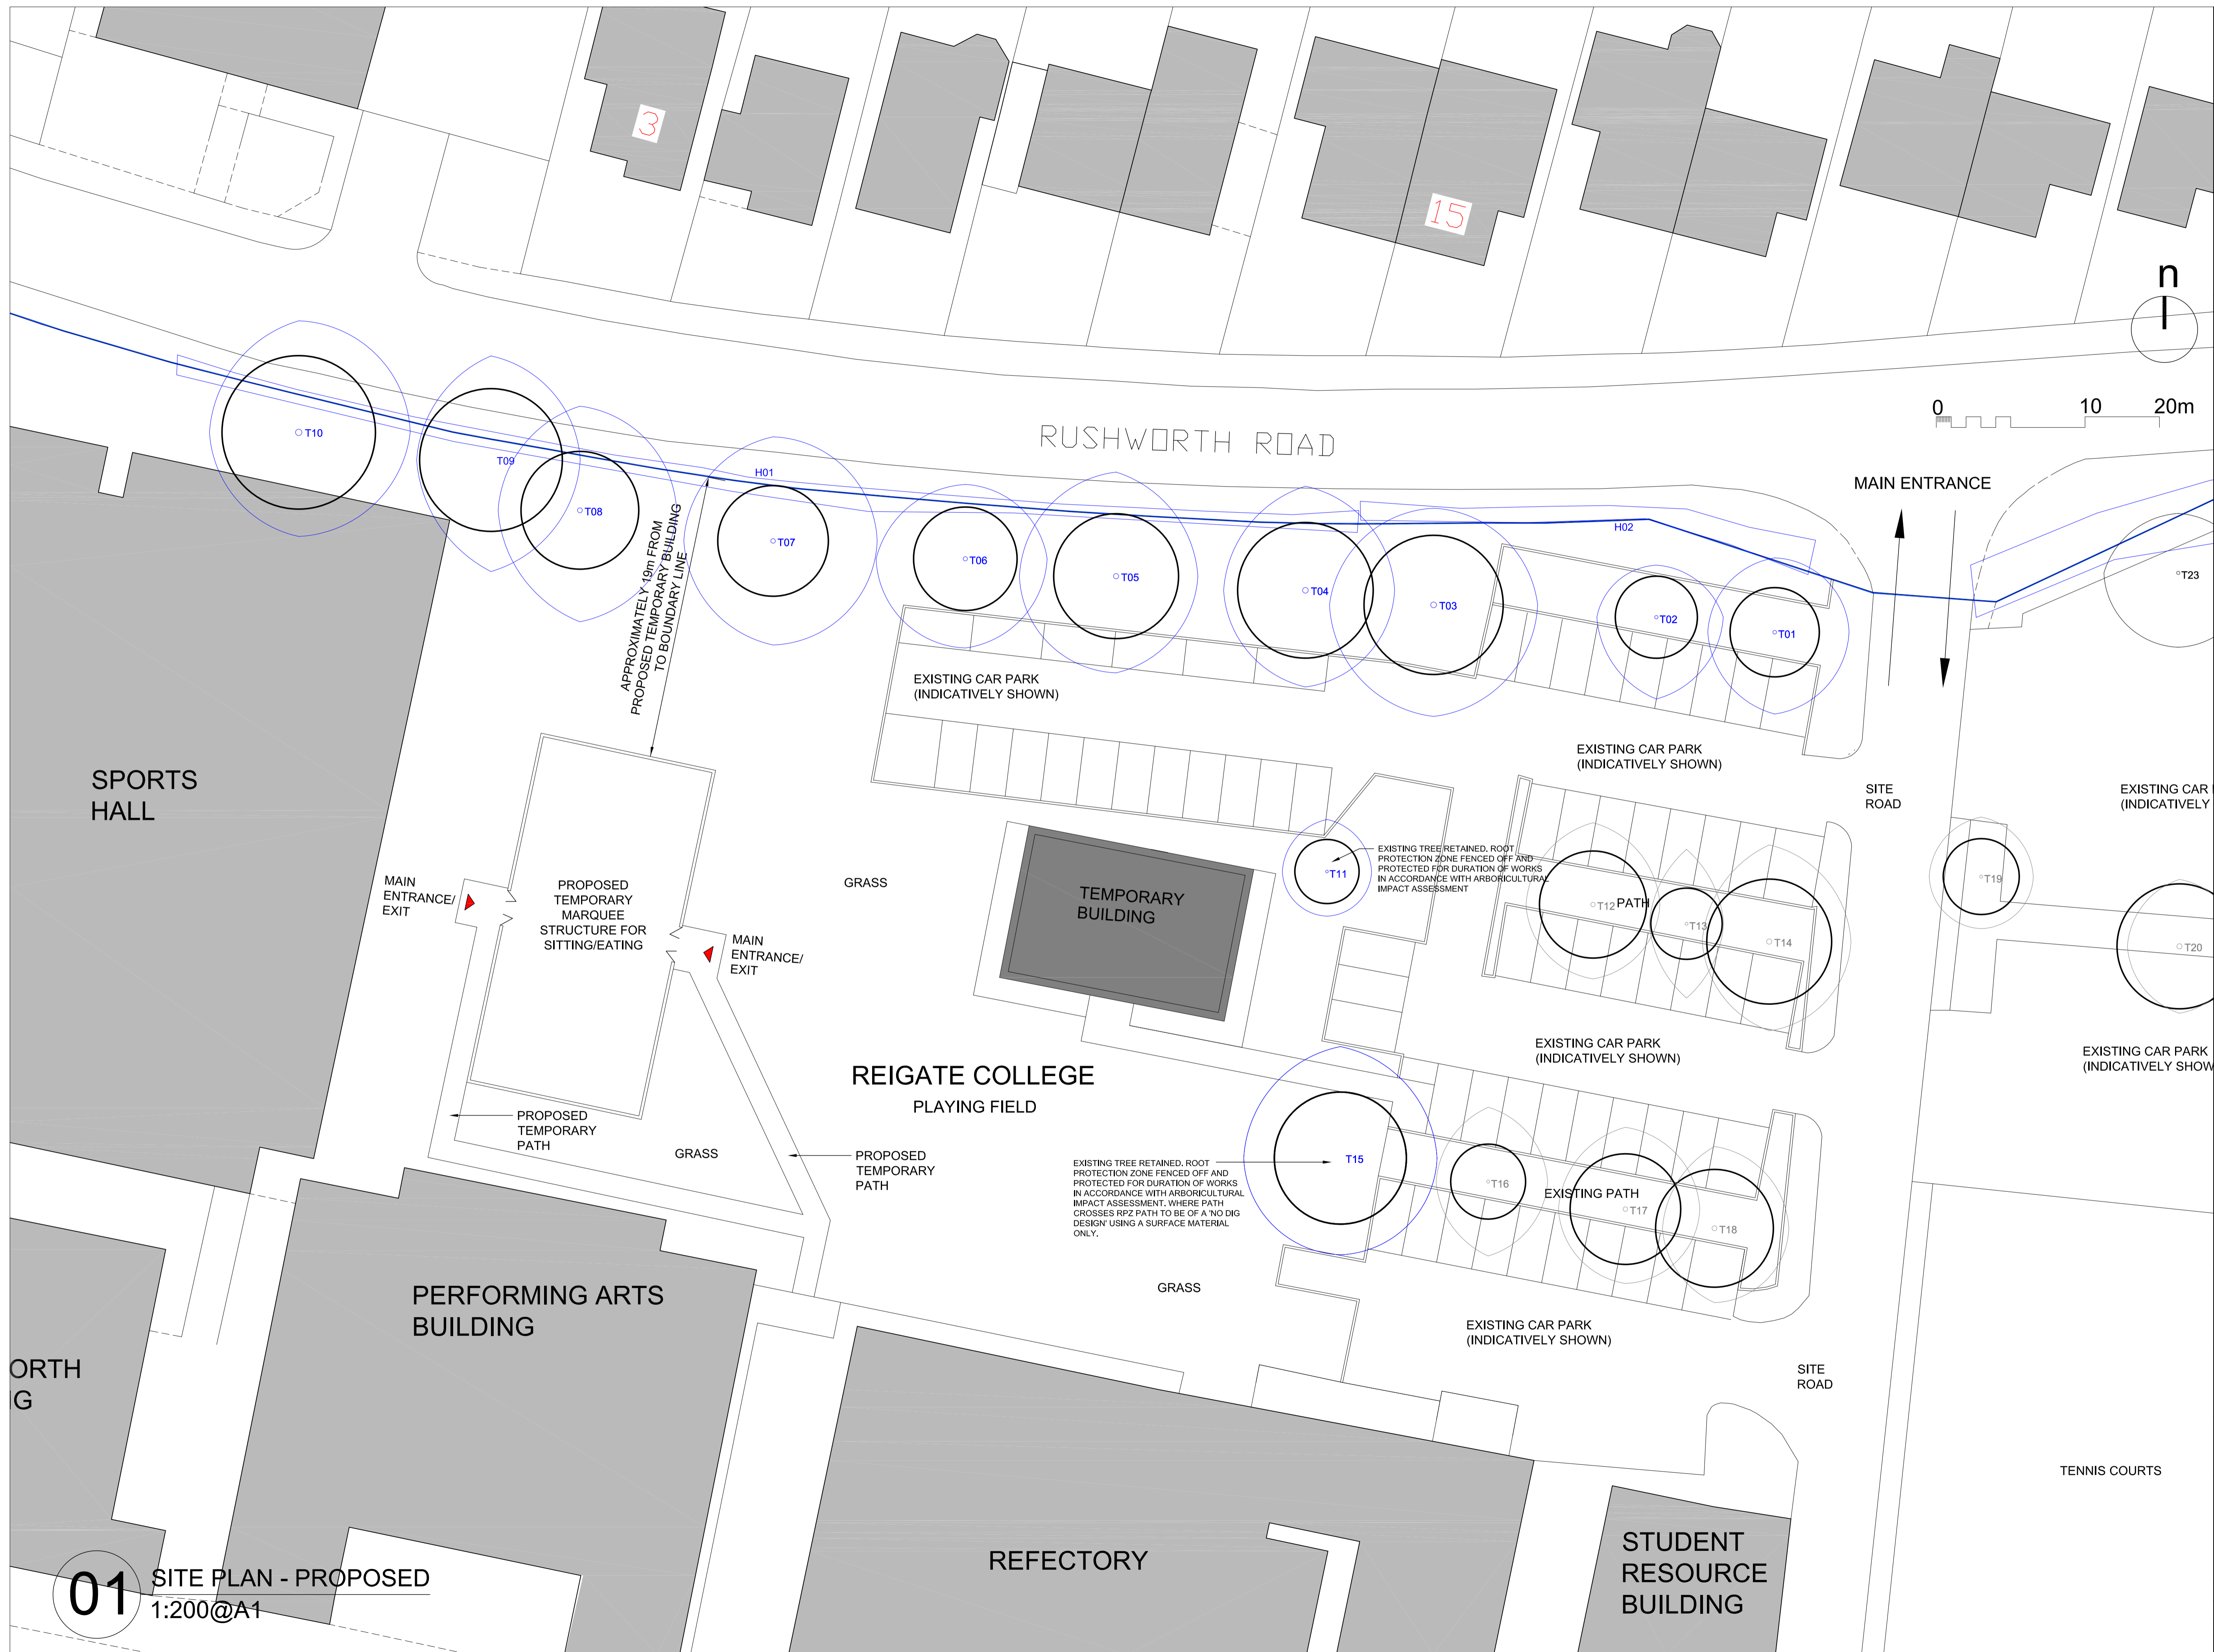 3
15
n
0 10 20m
RUSHWORTH ROAD
MAIN ENTRANCE
T10
T09
T08
H01
T07
T06
T05
T04
T03
H02
T02
T01
T23
APPROXIMATELY 19m FROM
PROPOSED TEMPORARY BUILDING
TO BOUNDARY LINE
EXISTING CAR PARK
(INDICATIVELY SHOWN)
EXISTING CAR PARK
(INDICATIVELY SHOWN)
SITE
ROAD
EXISTING CAR
(INDICATIVELY
SPORTS
HALL
MAIN
ENTRANCE/
EXIT
PROPOSED
TEMPORARY
MARQUEE
STRUCTURE FOR
SITTING/EATING
MAIN
ENTRANCE/
EXIT
GRASS
TEMPORARY
BUILDING
T11
EXISTING TREE RETAINED. ROOT
PROTECTION ZONE FENCED OFF AND
PROTECTED FOR DURATION OF WORKS
IN ACCORDANCE WITH ARBORICULTURAL
IMPACT ASSESSMENT
T12
PATH
T13
T14
T19
T20
EXISTING CAR PARK
(INDICATIVELY SHOWN)
EXISTING CAR PARK
(INDICATIVELY SHOW
REIGATE COLLEGE
PLAYING FIELD
PROPOSED
TEMPORARY
PATH
GRASS
PROPOSED
TEMPORARY
PATH
EXISTING TREE RETAINED. ROOT
PROTECTION ZONE FENCED OFF AND
PROTECTED FOR DURATION OF WORKS
IN ACCORDANCE WITH ARBORICULTURAL
IMPACT ASSESSMENT. WHERE PATH
CROSSES RPZ PATH TO BE OF A 'NO DIG
DESIGN' USING A SURFACE MATERIAL
ONLY.
T15
T16
EXISTING PATH
T17
T18
GRASS
EXISTING CAR PARK
(INDICATIVELY SHOWN)
SITE
ROAD
PERFORMING ARTS
BUILDING
ORTH
IG
TENNIS COURTS
REFECTORY
STUDENT
RESOURCE
BUILDING
01
SITE PLAN - PROPOSED
1:200@A1